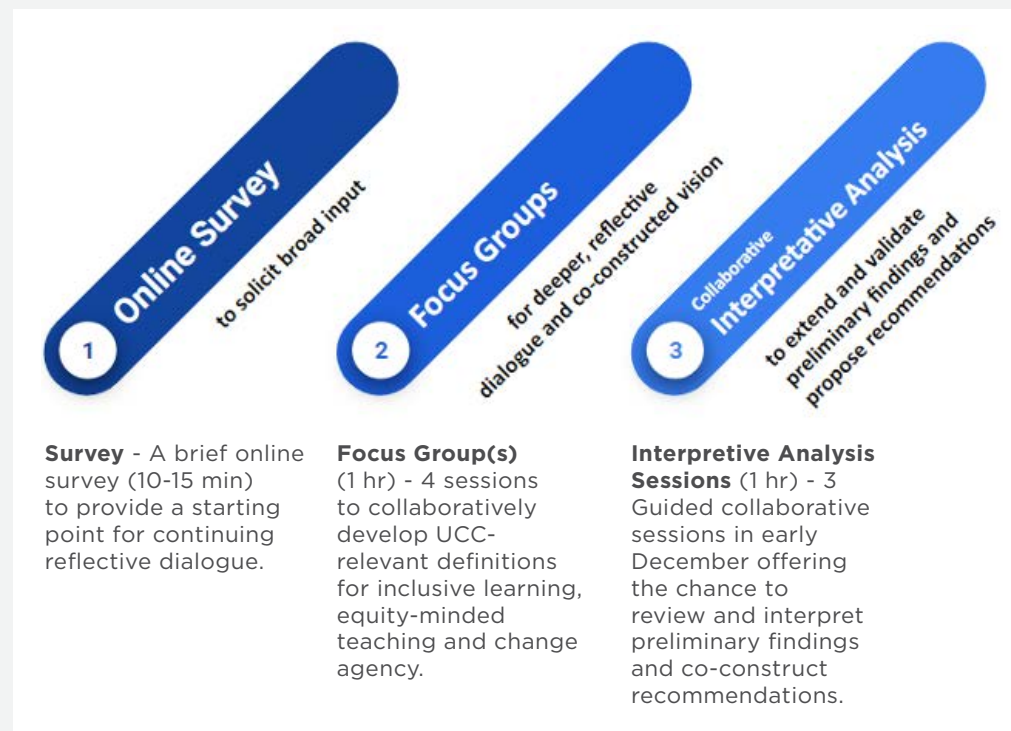 1
Online Survey
to solicit broad input
2
Focus Groups
for deeper, reflective
dialogue and co-constructed vision
3
Collaborative
Interpretative Analysis
to extend and validate
preliminary findings and
propose recommendations
Survey - A brief online
survey (10-15 min)
to provide a starting
point for continuing
reflective dialogue.
Focus Group(s)
(1 hr) - 4 sessions
to collaboratively
develop UCC-
relevant definitions
for inclusive learning,
equity-minded
teaching and change
agency.
Interpretive Analysis
Sessions (1 hr) - 3
Guided collaborative
sessions in early
December offering
the chance to
review and interpret
preliminary findings
and co-construct
recommendations.